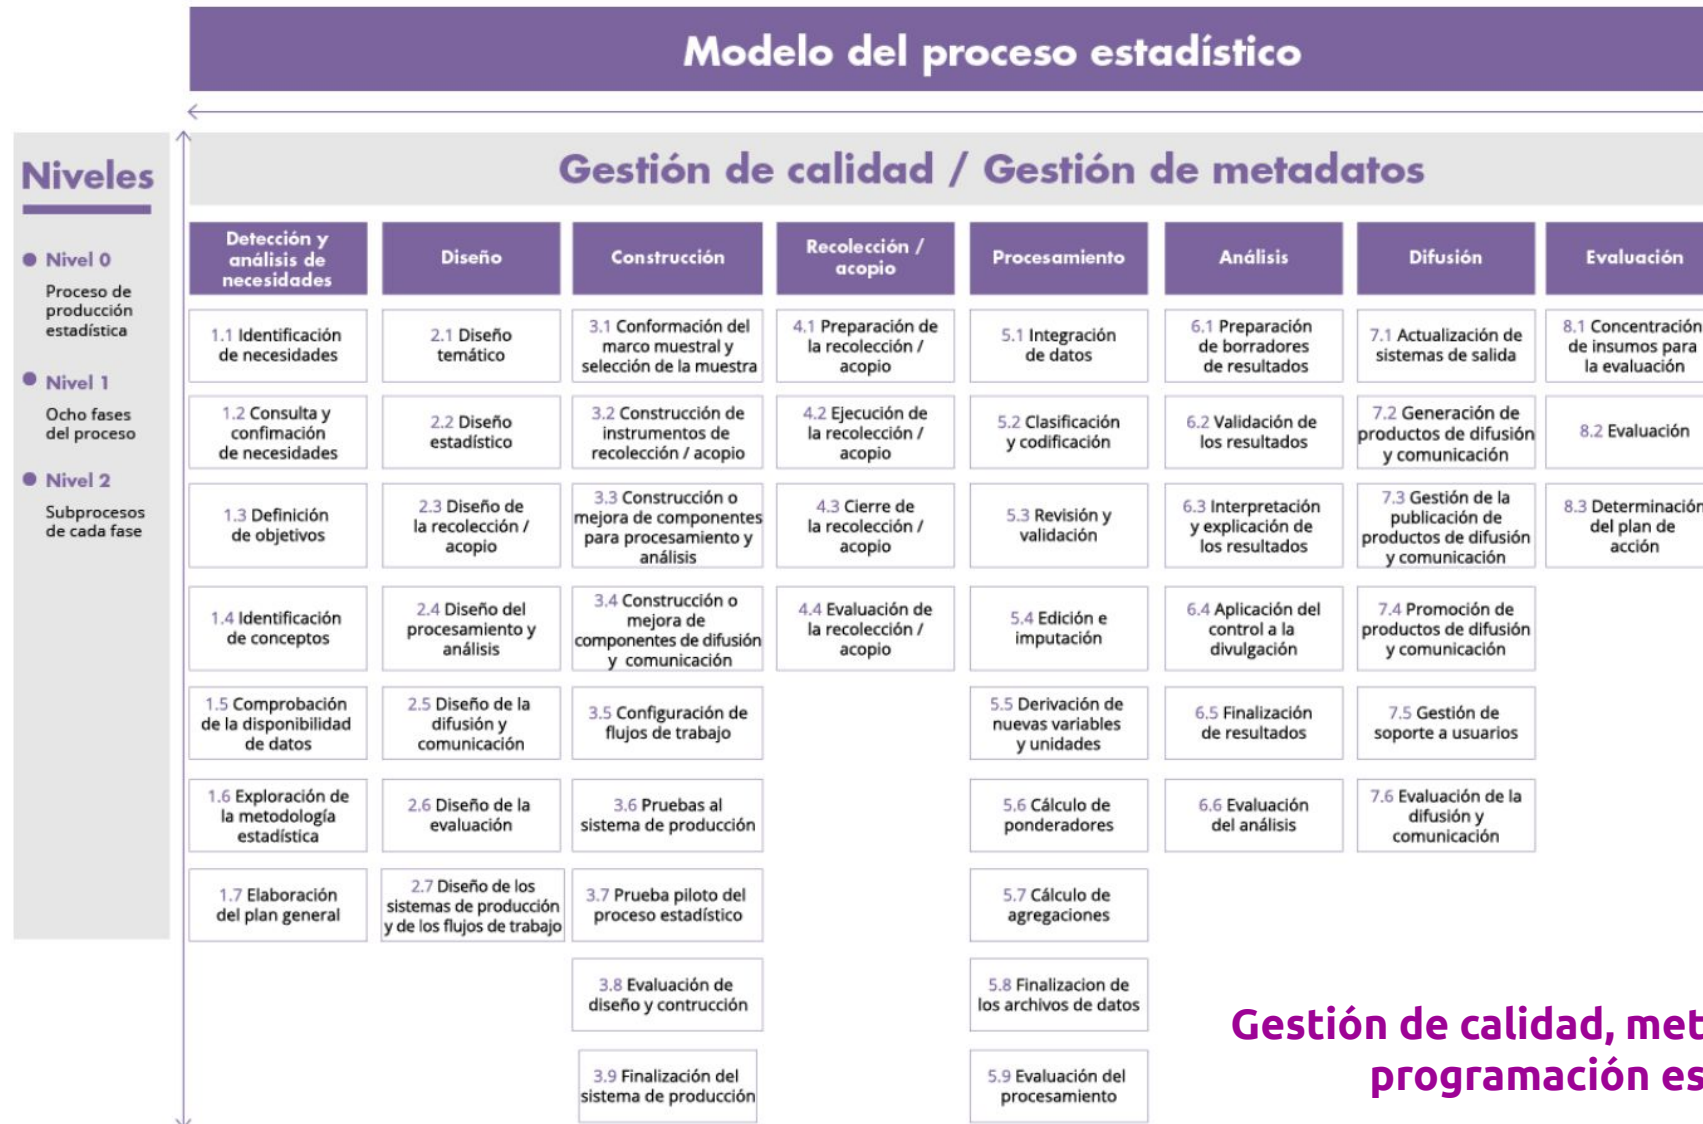 Modelo del proceso estadístico
Gestión de calidad / Gestión de metadatos
Niveles
Nivel 0
Proceso de
producción
estadística
Nivel 1
Ocho fases
del proceso
Nivel 2
Subprocesos
de cada fase
Detección y
análisis de
necesidades
1.1 Identificación
de necesidades
1.2 Consulta y
confimación
de necesidades
1.3 Definición
de objetivos
1.4 Identificación
de conceptos
1.5 Comprobación
de la disponibilidad
de datos
1.6 Exploración de
la metodología
estadística
1.7 Elaboración
del plan general
Diseño
2.1 Diseño
temático
2.2 Diseño
estadístico
2.3 Diseño de
la recolección /
acopio
2.4 Diseño del
procesamiento y
análisis
2.5 Diseño de la
difusión y
comunicación
2.6 Diseño de la
evaluación
2.7 Diseño de los
sistemas de producción
y de los flujos de trabajo
Construcción
3.1 Conformación del
marco muestral y
selección de la muestra
3.2 Construcción de
instrumentos de
recolección / acopio
3.3 Construcción o
mejora de componentes
para procesamiento y
análisis
3.4 Construcción o
mejora de
componentes de difusión
y comunicación
3.5 Configuración de
flujos de trabajo
3.6 Pruebas al
sistema de producción
3.7 Prueba piloto del
proceso estadístico
3.8 Evaluación de
diseño y contrucción
3.9 Finalización del
sistema de producción
Recolección /
acopio
4.1 Preparación de
la recolección /
acopio
4.2 Ejecución de
la recolección /
acopio
4.3 Cierre de
la recolección /
acopio
4.4 Evaluación de
la recolección /
acopio
Procesamiento
5.1 Integración
de datos
5.2 Clasificación
y codificación
5.3 Revisión y
validación
5.4 Edición e
imputación
5.5 Derivación de
nuevas variables
y unidades
5.6 Cálculo de
ponderadores
5.7 Cálculo de
agregaciones
5.8 Finalizacion de
los archivos de datos
5.9 Evaluación del
procesamiento
Análisis
6.1 Preparación
de borradores
de resultados
6.2 Validación de
los resultados
6.3 Interpretación
y explicación de
los resultados
6.4 Aplicación del
control a la
divulgación
6.5 Finalización
de resultados
6.6 Evaluación
del análisis
Difusión
7.1 Actualización de
sistemas de salida
7.2 Generación de
productos de difusión
y comunicación
7.3 Gestión de la
publicación de
productos de difusión
y comunicación
7.4 Promoción de
productos de difusión
y comunicación
7.5 Gestión de
soporte a usuarios
7.6 Evaluación de la
difusión y
comunicación
Evaluación
8.1 Concentración
de insumos para
la evaluación
8.2 Evaluación
8.3 Determinación
del plan de
acción
Gestión de calidad, met
programación es